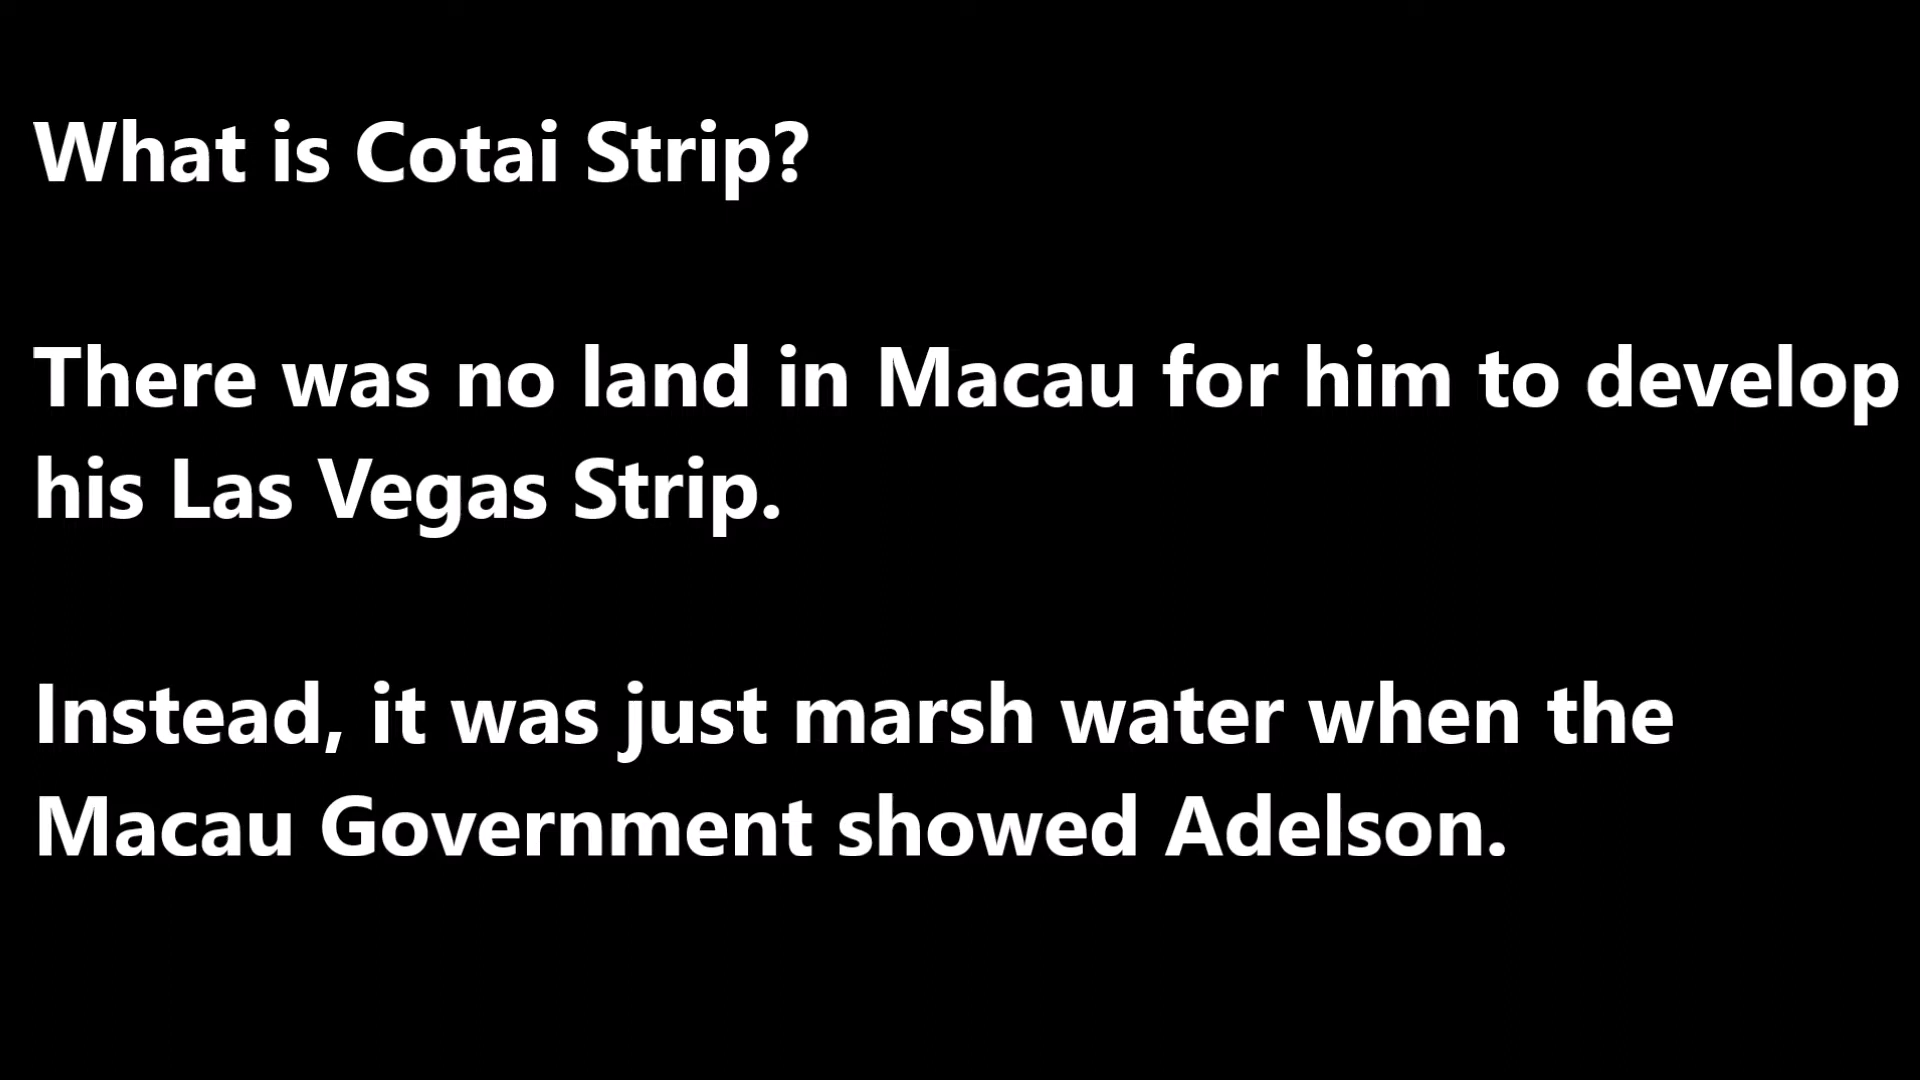 What is Cotai Strip?
There was no land in Macau for him to develop
his Las Vegas Strip.
Instead, it was just marsh water when the
Macau Government showed Adelson.